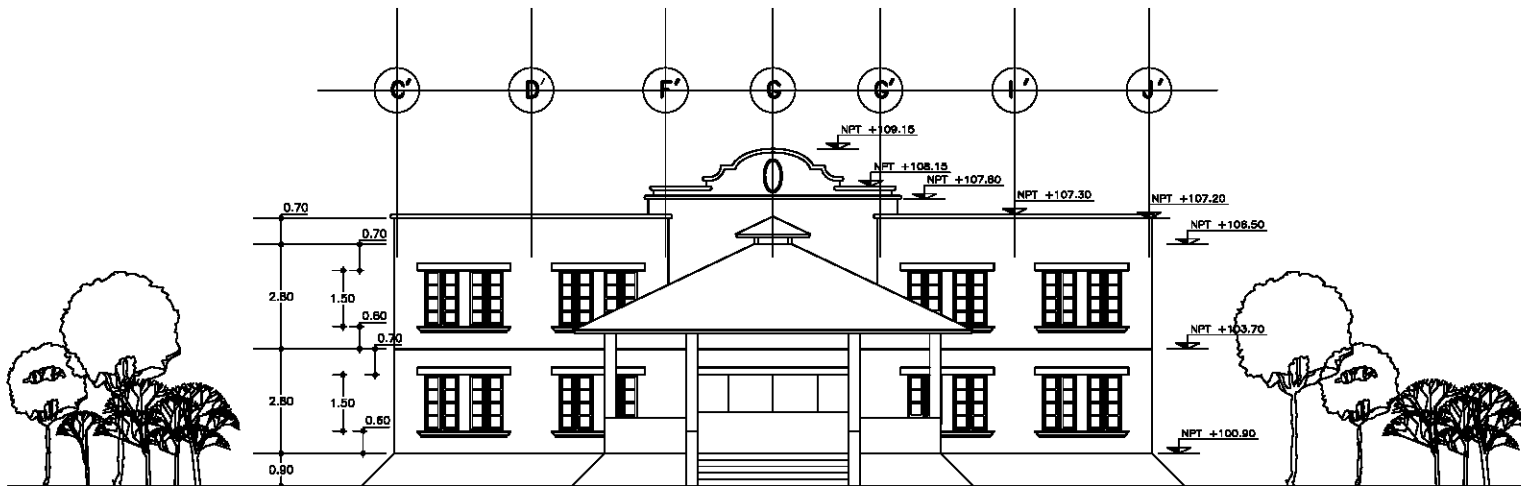 C' D' F' G G' I' J'
NPT +109.15
NPT +108.15
NPT +107.80
NPT +107.30
NPT +107.20
0.70
NPT +106.50
0.70
2.80
1.50
0.60
NPT +103.70
0.70
2.80
1.50
0.60
NPT +100.90
0.90